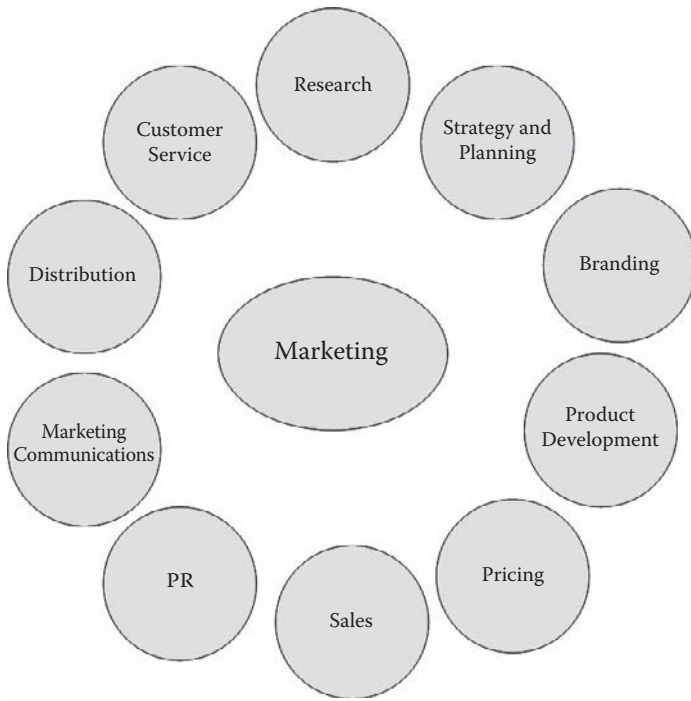 Research
Strategy and
Planning
Branding
Product
Development
Pricing
Sales
PR
Marketing
Communications
Distribution
Customer
Service
Marketing